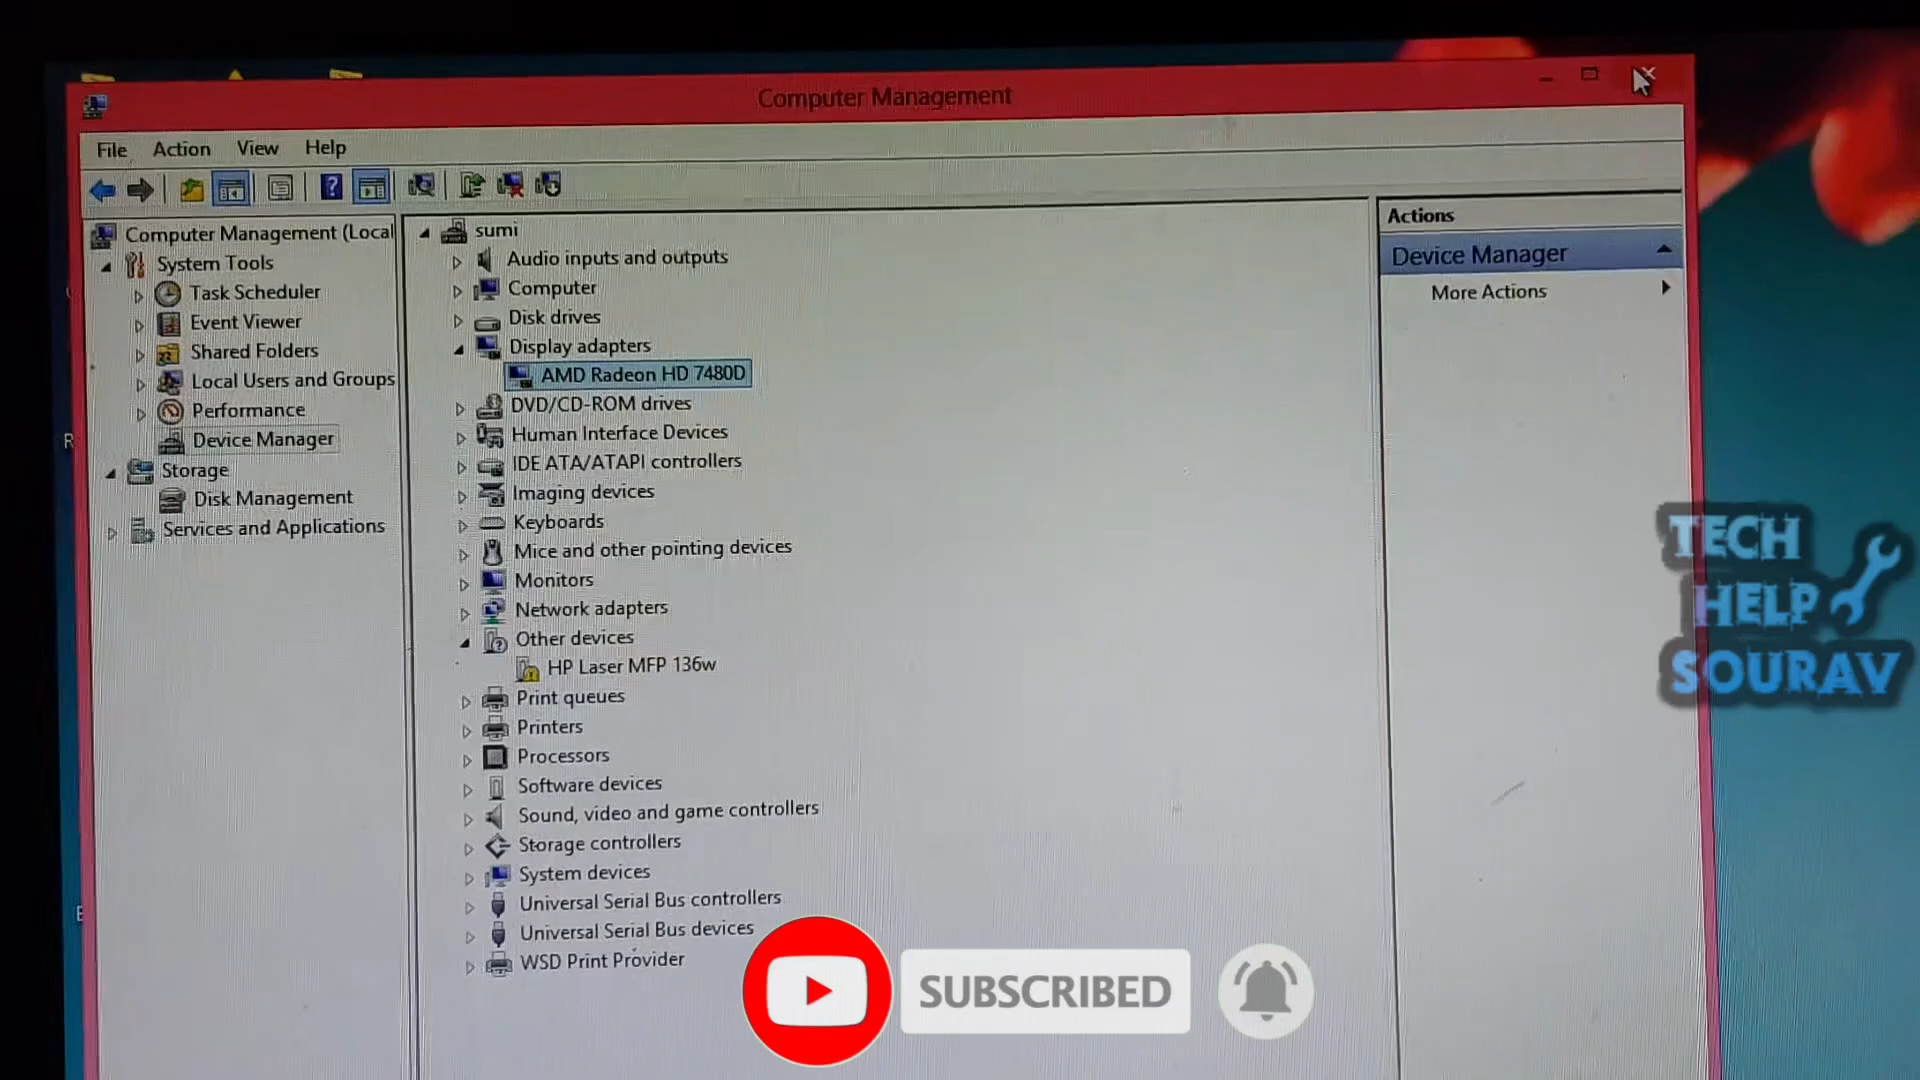 Computer Management
File Action View Help
Computer Management (Local
System Tools
Task Scheduler
Event Viewer
Shared Folders
Local Users and Groups
Performance
Device Manager
Storage
Disk Management
Services and Applications
sumi
Audio inputs and outputs
Computer
Disk drives
Display adapters
AMD Radeon HD 7480D
DVD/CD-ROM drives
Human Interface Devices
IDE ATA/ATAPI controllers
Imaging devices
Keyboards
Mice and other pointing devices
Monitors
Network adapters
Other devices
HP Laser MFP 136w
Print queues
Printers
Processors
Software devices
Sound, video and game controllers
Storage controllers
System devices
Universal Serial Bus controllers
Universal Serial Bus devices
WSD Print Provider
Actions
Device Manager
More Actions
R
E
TECH
HELP
SOURAV
SUBSCRIBED